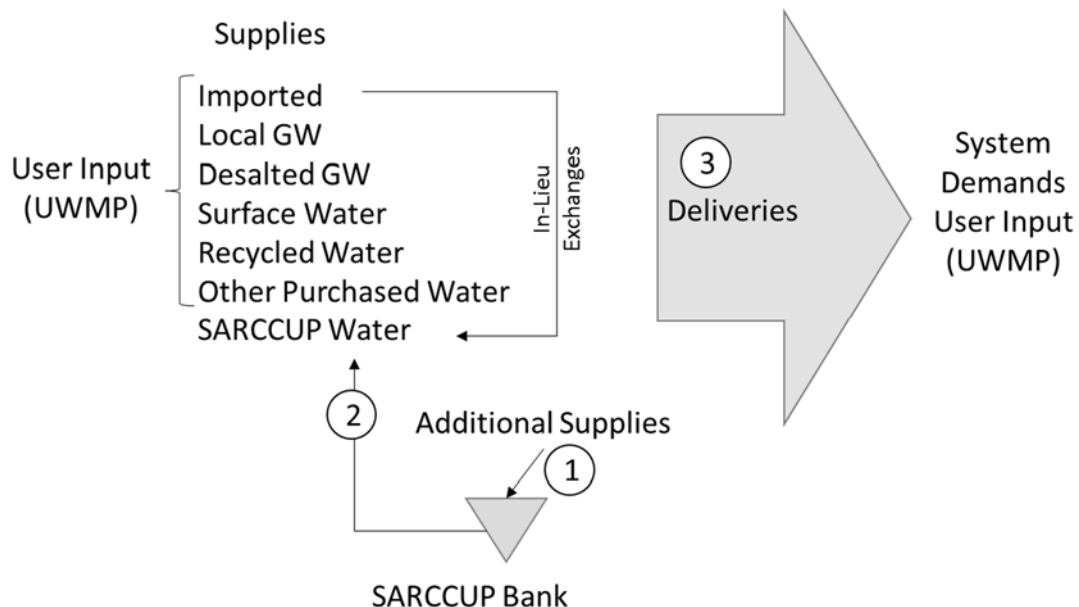 Supplies
User Input
(UWMP)
Imported
Local GW
Desalted GW
Surface Water
Recycled Water
Other Purchased Water
SARCCUP Water
In-Lieu
Exchanges
3
Deliveries
System
Demands
User Input
(UWMP)
2
Additional Supplies
1
SARCCUP Bank